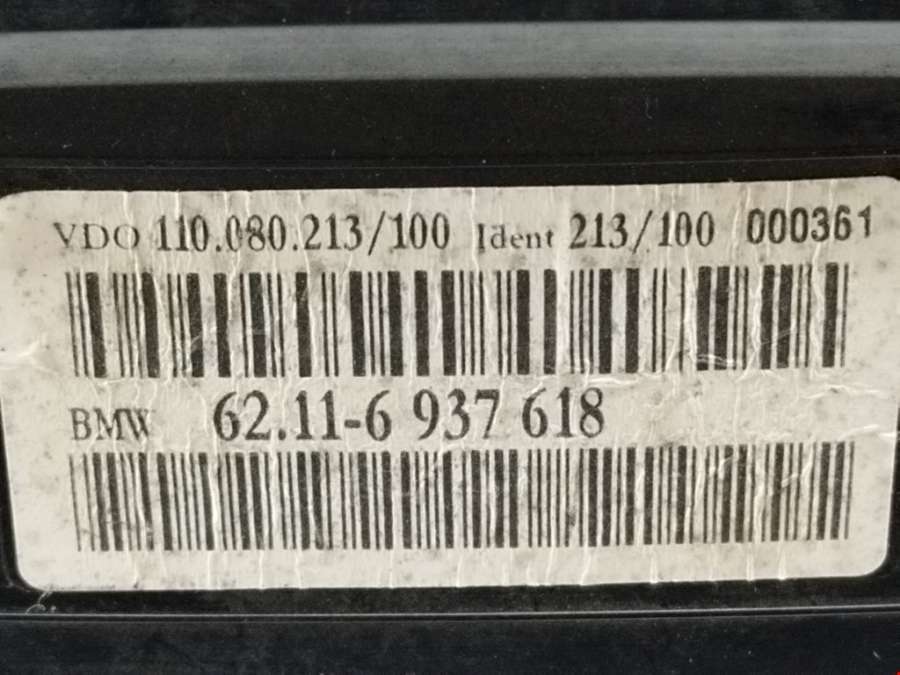 VDO 110.080.213/100 Ident 213/100 000361
BMW 62.11-6 937 618